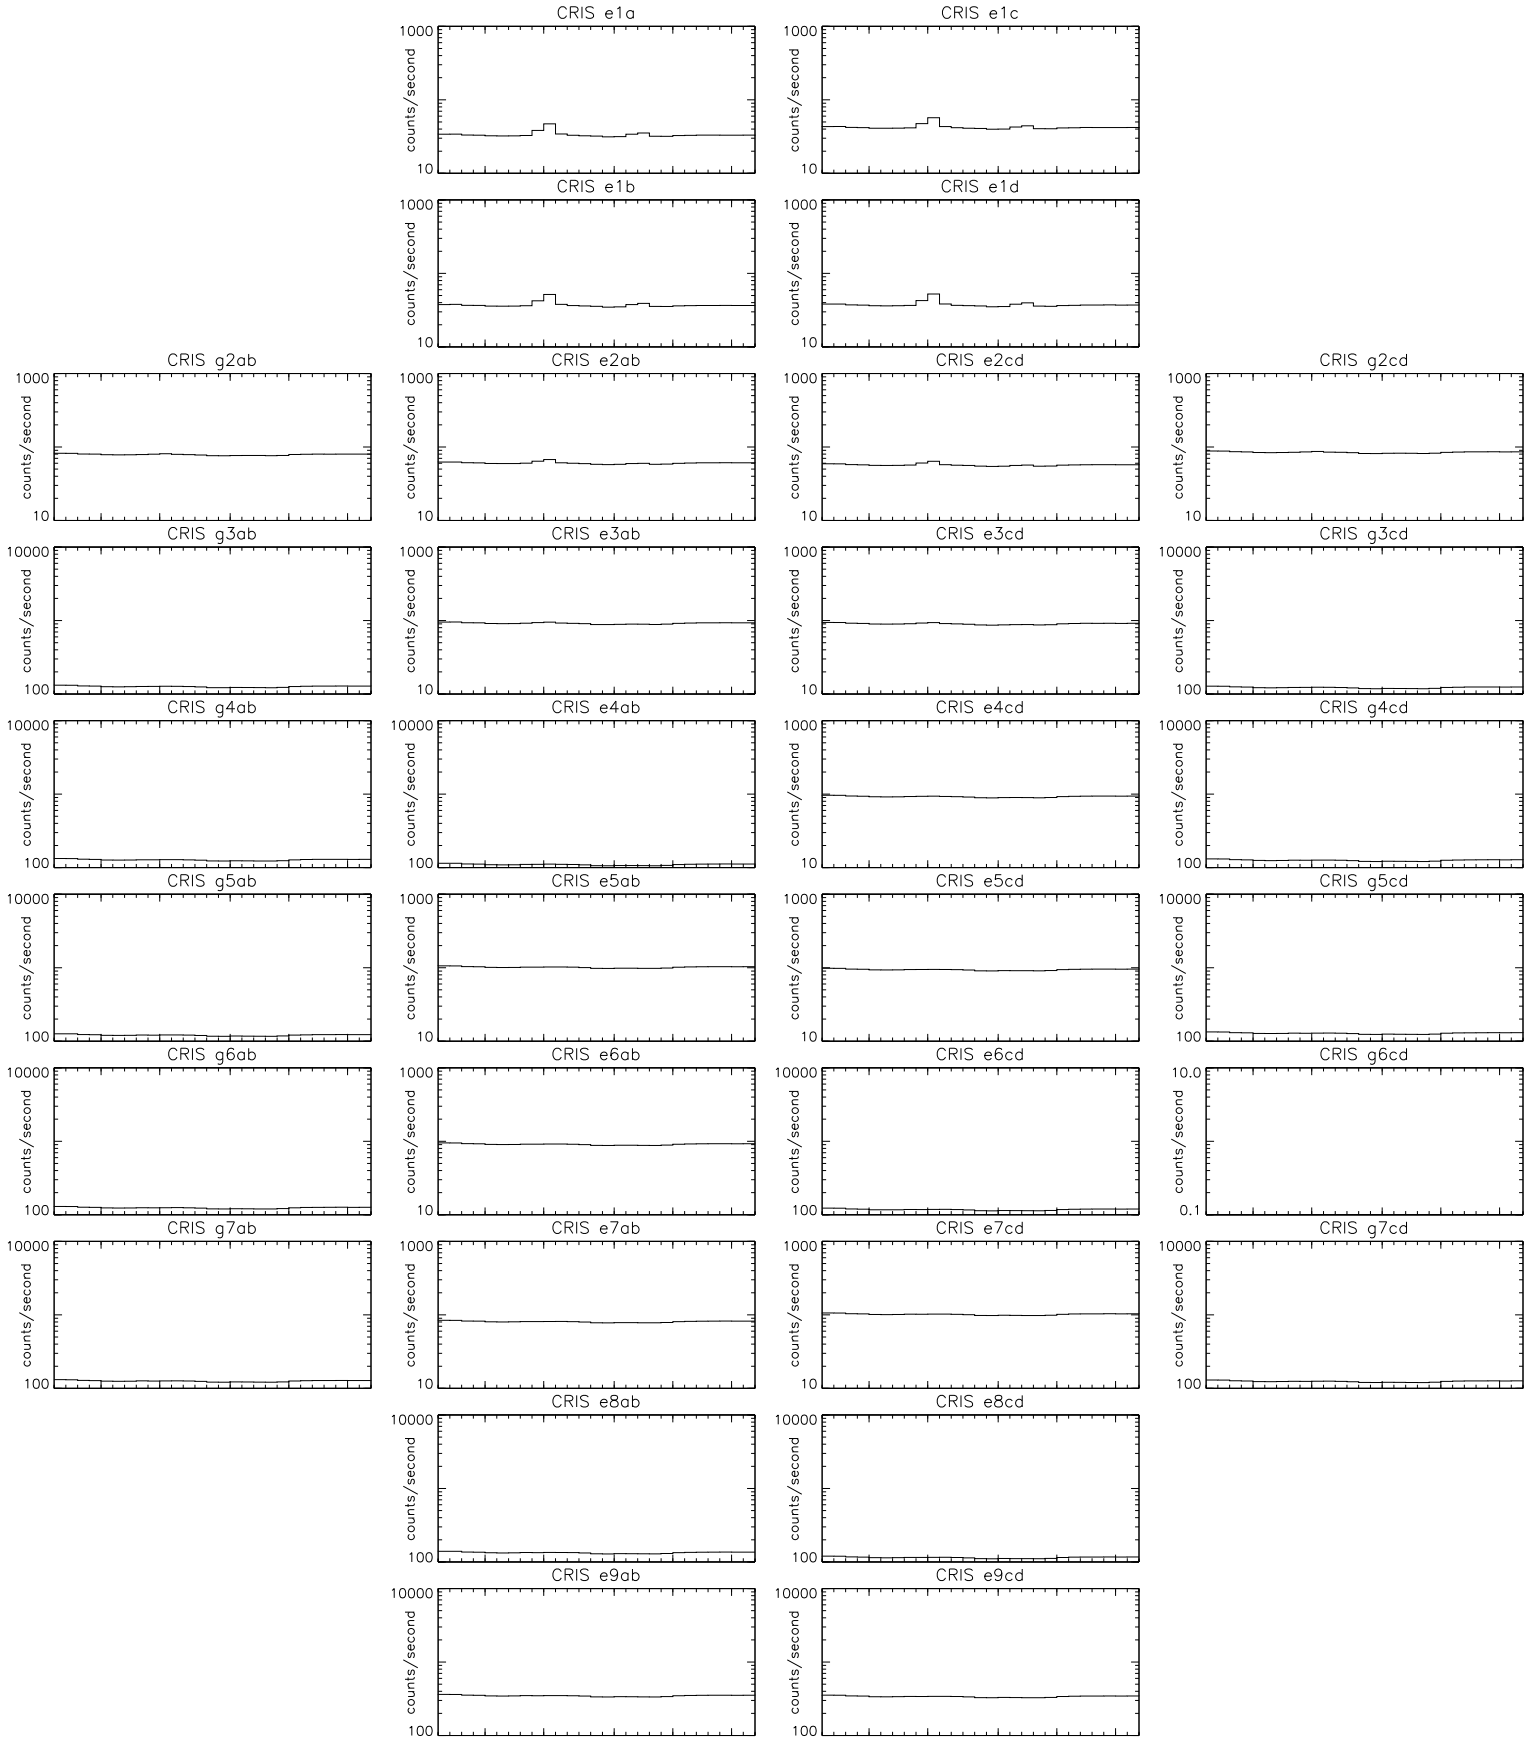 CRIS e1a
CRIS e1c
1000
counts/second
10
1000
counts/second
10
CRIS e1b
CRIS e1d
1000
counts/second
10
1000
counts/second
10
CRIS g2ab
CRIS e2ab
CRIS e2cd
CRIS g2cd
1000
counts/second
10
1000
counts/second
10
1000
counts/second
10
1000
counts/second
10
CRIS g3ab
CRIS e3ab
CRIS e3cd
CRIS g3cd
10000
counts/second
100
1000
counts/second
10
1000
counts/second
10
10000
counts/second
100
CRIS g4ab
CRIS e4ab
CRIS e4cd
CRIS g4cd
10000
counts/second
100
10000
counts/second
100
1000
counts/second
10
10000
counts/second
100
CRIS g5ab
CRIS e5ab
CRIS e5cd
CRIS g5cd
10000
counts/second
100
1000
counts/second
10
1000
counts/second
10
10000
counts/second
100
CRIS g6ab
CRIS e6ab
CRIS e6cd
CRIS g6cd
10000
counts/second
100
1000
counts/second
10
10000
counts/second
100
10.0
counts/second
0.1
CRIS g7ab
CRIS e7ab
CRIS e7cd
CRIS g7cd
10000
counts/second
100
1000
counts/second
10
1000
counts/second
10
10000
counts/second
100
CRIS e8ab
CRIS e8cd
10000
counts/second
100
10000
counts/second
100
CRIS e9ab
CRIS e9cd
10000
counts/second
100
10000
counts/second
100